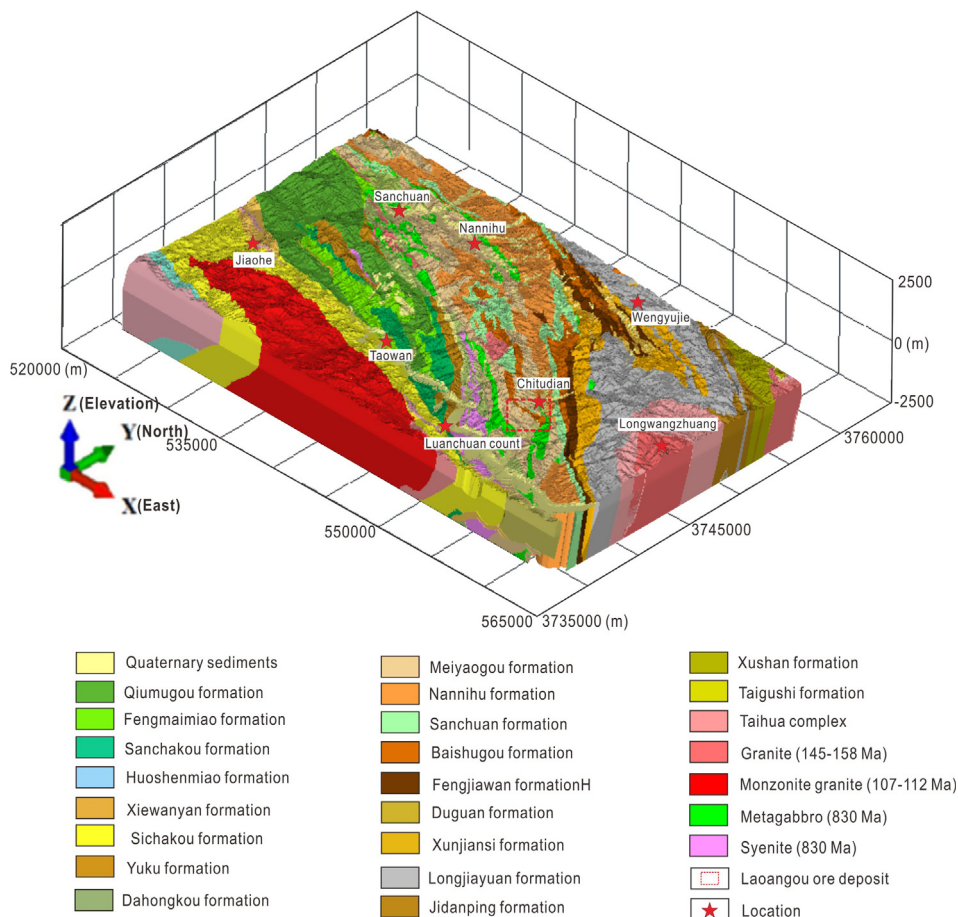 Sanchuan
Nannihu
Jiaohe
Wengyujie
Taowan
Chitudian
Longwangzhuang
Luanchuan count
2500
0 (m)
-2500
520000 (m)
535000
550000
565000
3735000 (m)
3745000
3760000
Z (Elevation)
Y(North)
X(East)
Quaternary sediments
Qiumugou formation
Fengmaimiao formation
Sanchakou formation
Huoshenmiao formation
Xiewanyan formation
Sichakou formation
Yuku formation
Dahongkou formation
Meiyaogou formation
Nannihu formation
Sanchuan formation
Baishugou formation
Fengjiawan formationH
Duguan formation
Xunjiansi formation
Longjiayuan formation
Jidanping formation
Xushan formation
Taigushi formation
Taihua complex
Granite (145-158 Ma)
Monzonite granite (107-112 Ma)
Metagabbro (830 Ma)
Syenite (830 Ma)
Laoangou ore deposit
Location